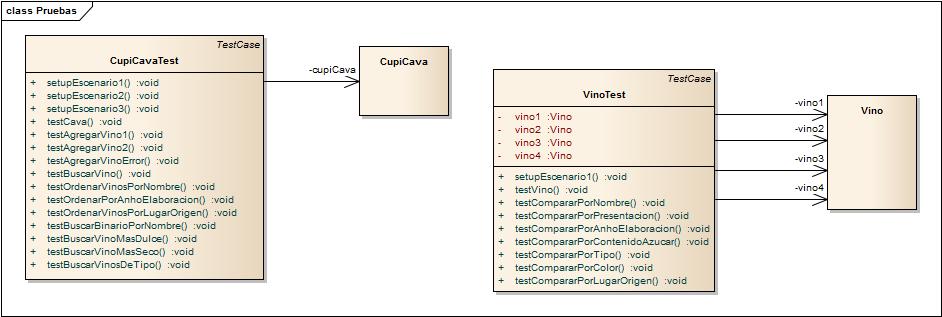 class Pruebas
TestCase
CupiCavaTest
+ setupEscenario1() :void
+ setupEscenario2() :void
+ setupEscenario3() :void
+ testCava() :void
+ testAgregarVino1() :void
+ testAgregarVino2() :void
+ testAgregarVinoError() :void
+ testBuscarVino() :void
+ testOrdenarVinosPorNombre() :void
+ testOrdenarPorAnhoElaboracion() :void
+ testOrdenarVinosPorLugarOrigen() :void
+ testBuscarBinarioPorNombre() :void
+ testBuscarVinoMasDulce() :void
+ testBuscarVinoMasSeco() :void
+ testBuscarVinosDeTipo() :void
-cupiCava
CupiCava
TestCase
VinoTest
- vino1 :Vino
- vino2 :Vino
- vino3 :Vino
- vino4 :Vino
+ setupEscenario1() :void
+ testVino() :void
+ testCompararPorNombre() :void
+ testCompararPorPresentacion() :void
+ testCompararPorAnhoElaboracion() :void
+ testCompararPorContenidoAzucar() :void
+ testCompararPorTipo() :void
+ testCompararPorColor() :void
+ testCompararPorLugarOrigen() :void
-vino1
-vino2
-vino3
-vino4
Vino